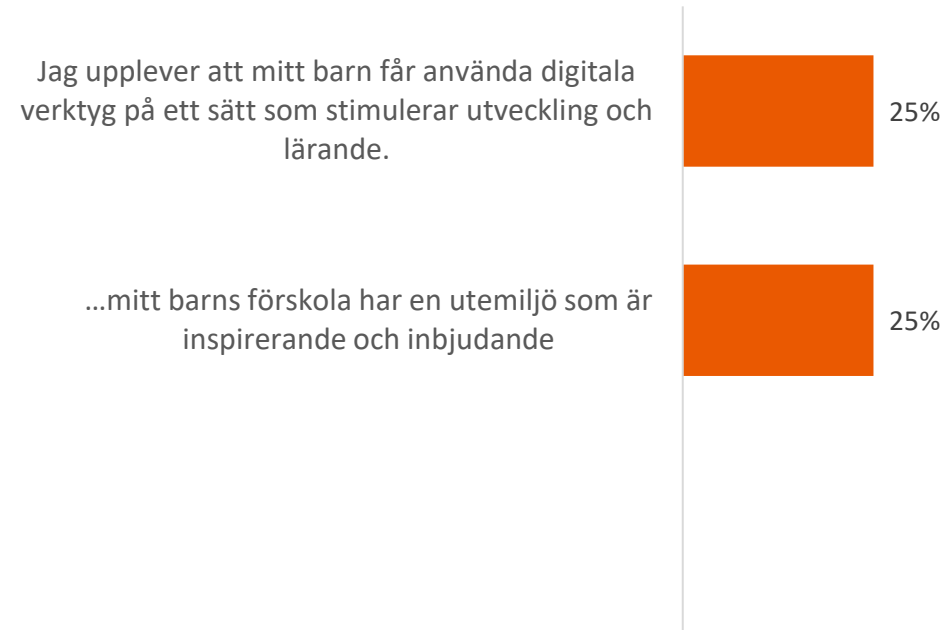 Jag upplever att mitt barn får använda digitala
verktyg på ett sätt som stimulerar utveckling och
lärande.
25%
…mitt barns förskola har en utemiljö som är
inspirerande och inbjudande
25%